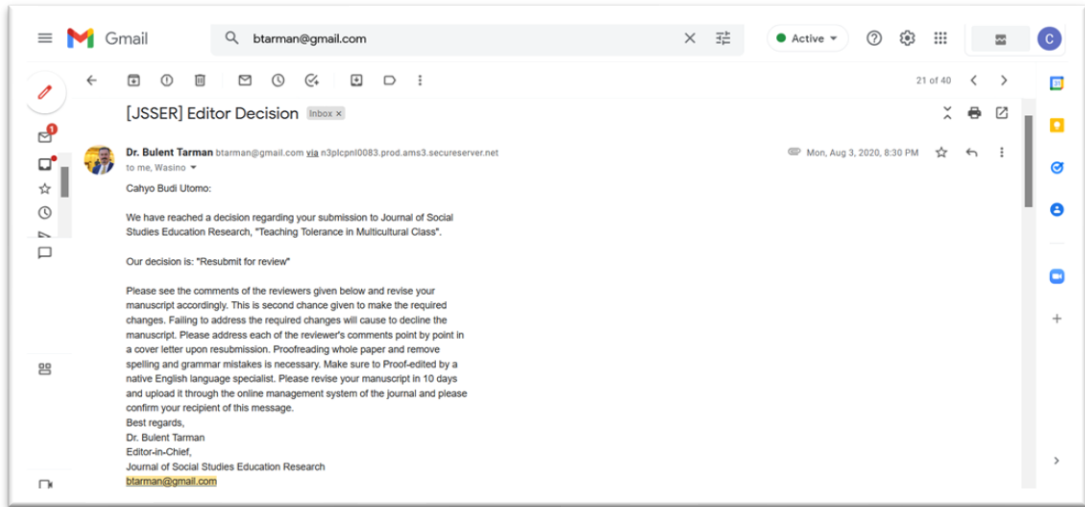 Gmail
btarman@gmail.com
Active
C
21 of 40
1
[JSSER] Editor Decision Inbox ×
Dr. Bulent Tarman btarman@gmail.com via n3plcpnl0083.prod.ams3.secureserver.net
Mon, Aug 3, 2020, 8:30 PM
to me, Wasino
Cahyo Budi Utomo:
We have reached a decision regarding your submission to Journal of Social
Studies Education Research, "Teaching Tolerance in Multicultural Class".
Our decision is: "Resubmit for review"
Please see the comments of the reviewers given below and revise your
manuscript accordingly. This is second chance given to make the required
changes. Failing to address the required changes will cause to decline the
manuscript. Please address each of the reviewer's comments point by point in
a cover letter upon resubmission. Proofreading whole paper and remove
spelling and grammar mistakes is necessary. Make sure to Proof-edited by a
native English language specialist. Please revise your manuscript in 10 days
and upload it through the online management system of the journal and please
confirm your recipient of this message.
Best regards,
Dr. Bulent Tarman
Editor-in-Chief,
Journal of Social Studies Education Research
btarman@gmail.com